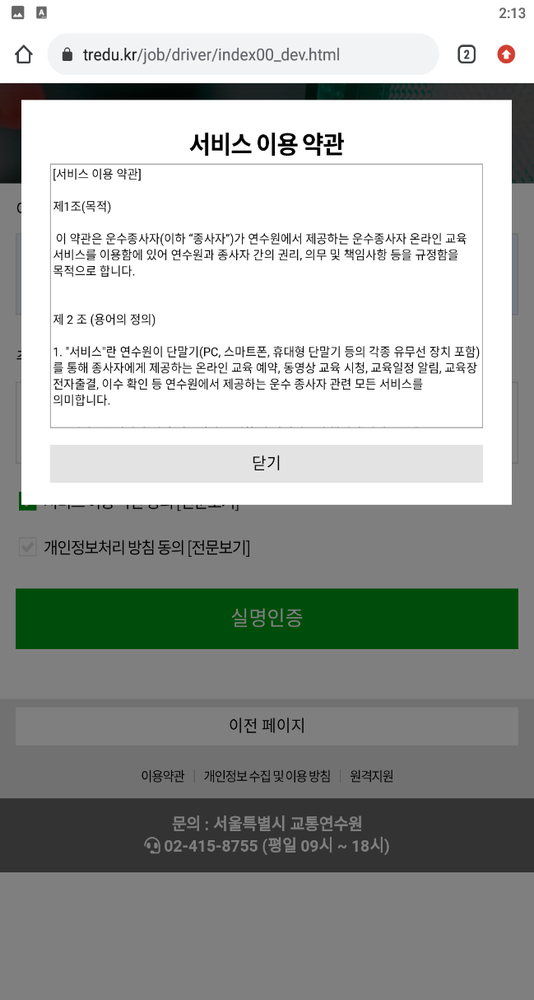 2:13
tredu.kr/job/driver/index00_dev.html
2
서비스 이용 약관
[서비스 이용 약관]
제1조(목적)
이 약관은 운수종사자(이하 “종사자”)가 연수원에서 제공하는 운수종사자 온라인 교육
서비스를 이용함에 있어 연수원과 종사자 간의 권리, 의무 및 책임사항 등을 규정함을
목적으로 합니다.
제 2 조 (용어의 정의)
1. "서비스"란 연수원이 단말기(PC, 스마트폰, 휴대형 단말기 등의 각종 유무선 장치 포함)
를 통해 종사자에게 제공하는 온라인 교육 예약, 동영상 교육 시청, 교육일정 알림, 교육장
전자출결, 이수 확인 등 연수원에서 제공하는 운수 종사자 관련 모든 서비스를
의미합니다.
닫기
개인정보처리 방침 동의 [전문보기]
실명인증
이전 페이지
이용약관 개인정보 수집 및 이용 방침 원격지원
문의 : 서울특별시 교통연수원
02-415-8755 (평일 09시 ~ 18시)